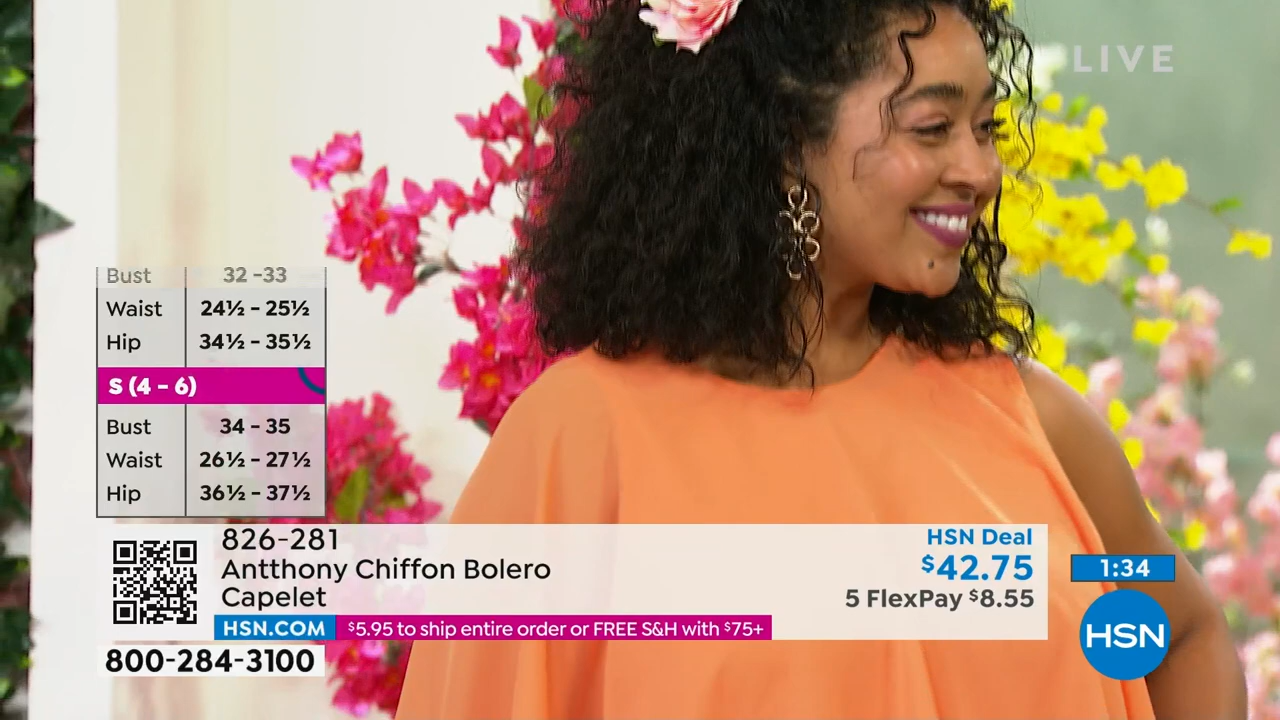 LIVE
Bust 32 -33
Waist 24½ - 25½
Hip 34½ - 35½
S (4 - 6)
Bust 34 - 35
Waist 26½ - 27½
Hip 36½ - 37½
826-281
Antthony Chiffon Bolero
Capelet
HSN Deal
$42.75
5 FlexPay $8.55
1:34
HSN.COM $5.95 to ship entire order or FREE S&H with $75+
HSN
800-284-3100